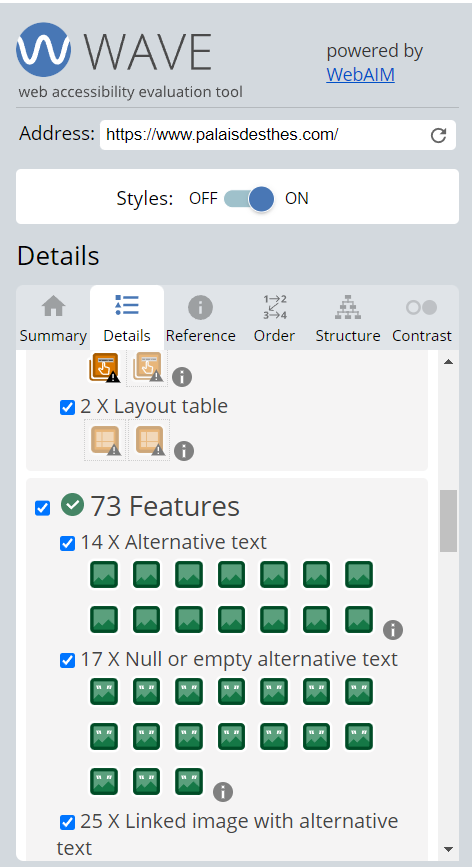 WAVE
web accessibility evaluation tool
powered by
WebAIM
Address: https://www.palaisdesthes.com/
Styles: OFF ON
Details
Summary Details Reference Order Structure Contrast
2 X Layout table
73 Features
14 X Alternative text
17 X Null or empty alternative text
25 X Linked image with alternative
text